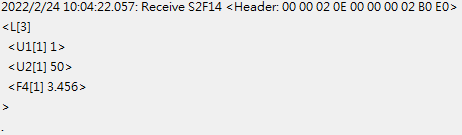 2022/2/24 10:04:22.057: Receive S2F14 <Header: 00 00 02 0E 00 00 00 02 B0 E0>
<L[3]
<U1[1] 1>
<U2[1] 50>
<F4[1] 3.456>
>
.